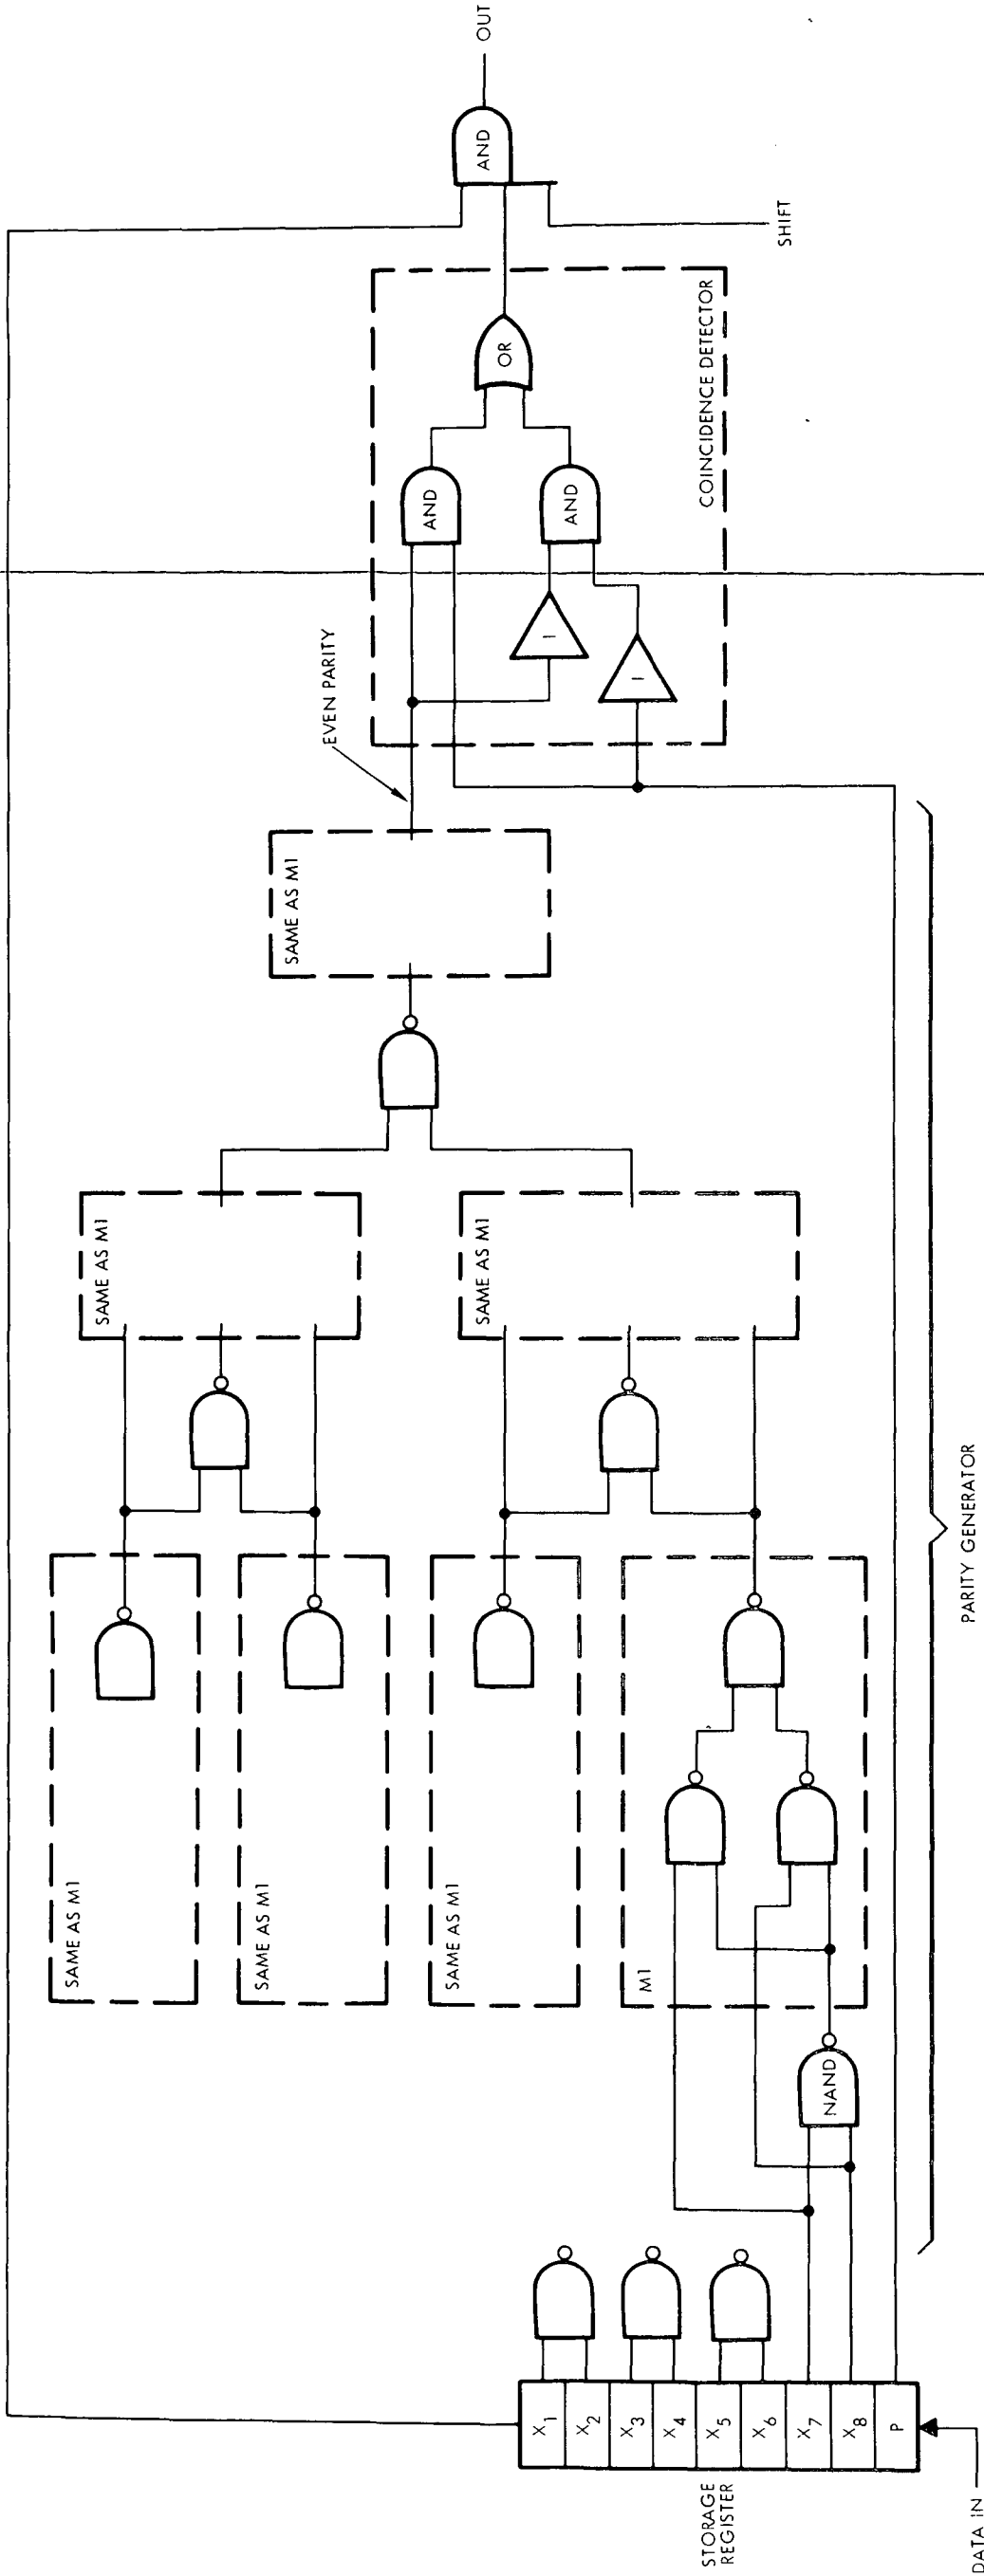 STORAGE
REGISTER
DATA IN
X1
X2
X3
X4
X5
X6
X7
X8
P
NAND
M1
SAME AS M1
SAME AS M1
SAME AS M1
SAME AS M1
SAME AS M1
SAME AS M1
PARITY GENERATOR
EVEN PARITY
I
I
AND
AND
OR
COINCIDENCE DETECTOR
SHIFT
AND
OUT